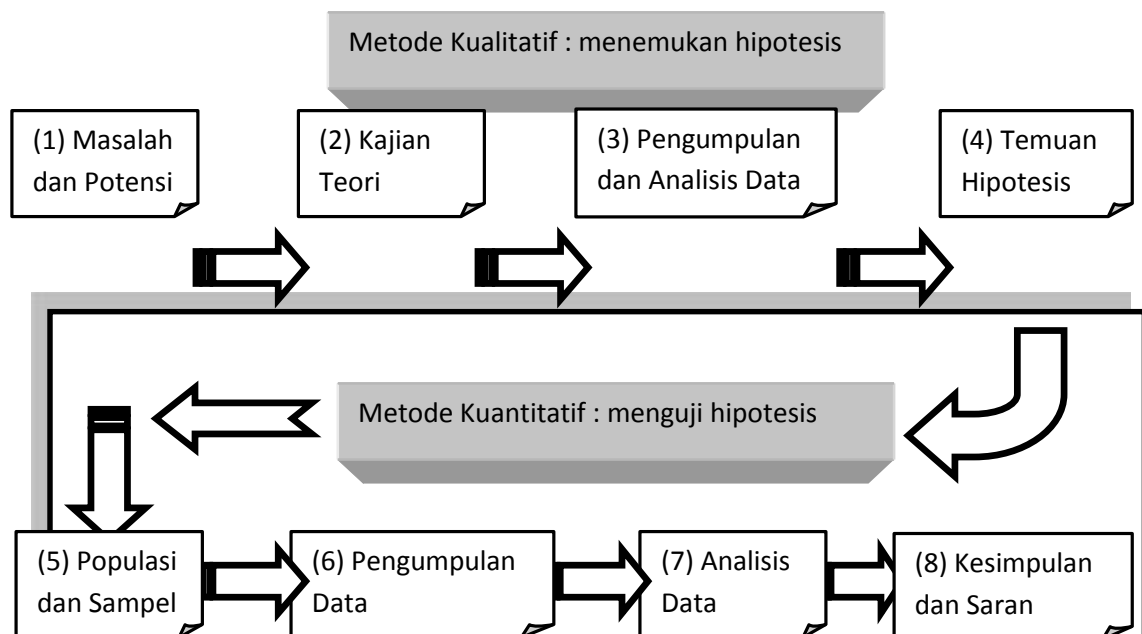 Metode Kualitatif : menemukan hipotesis
(1) Masalah
dan Potensi
(2) Kajian
Teori
(3) Pengumpulan
dan Analisis Data
(4) Temuan
Hipotesis
Metode Kuantitatif : menguji hipotesis
(5) Populasi
dan Sampel
(6) Pengumpulan
Data
(7) Analisis
Data
(8) Kesimpulan
dan Saran